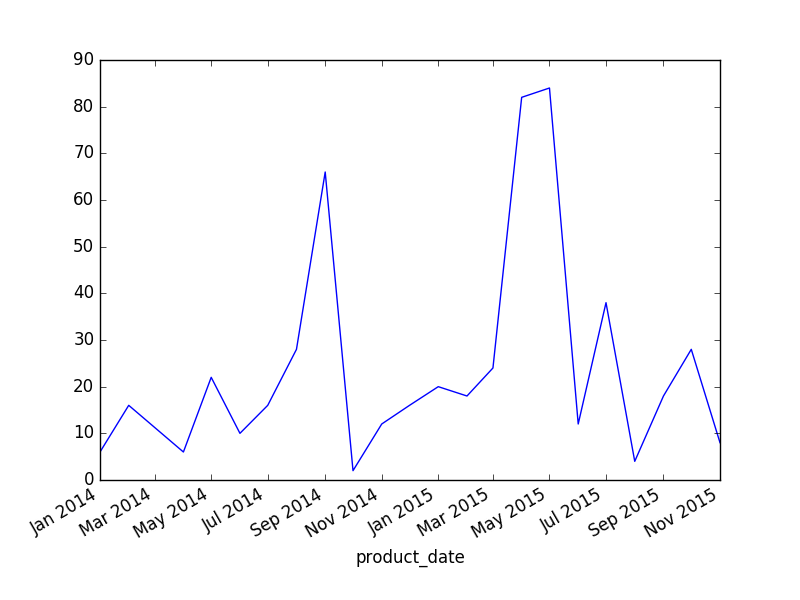 90
80
70
60
50
40
30
20
10
0
Jan 2014
Mar 2014
May 2014
Jul 2014
Sep 2014
Nov 2014
Jan 2015
Mar 2015
May 2015
Jul 2015
Sep 2015
Nov 2015
product_date